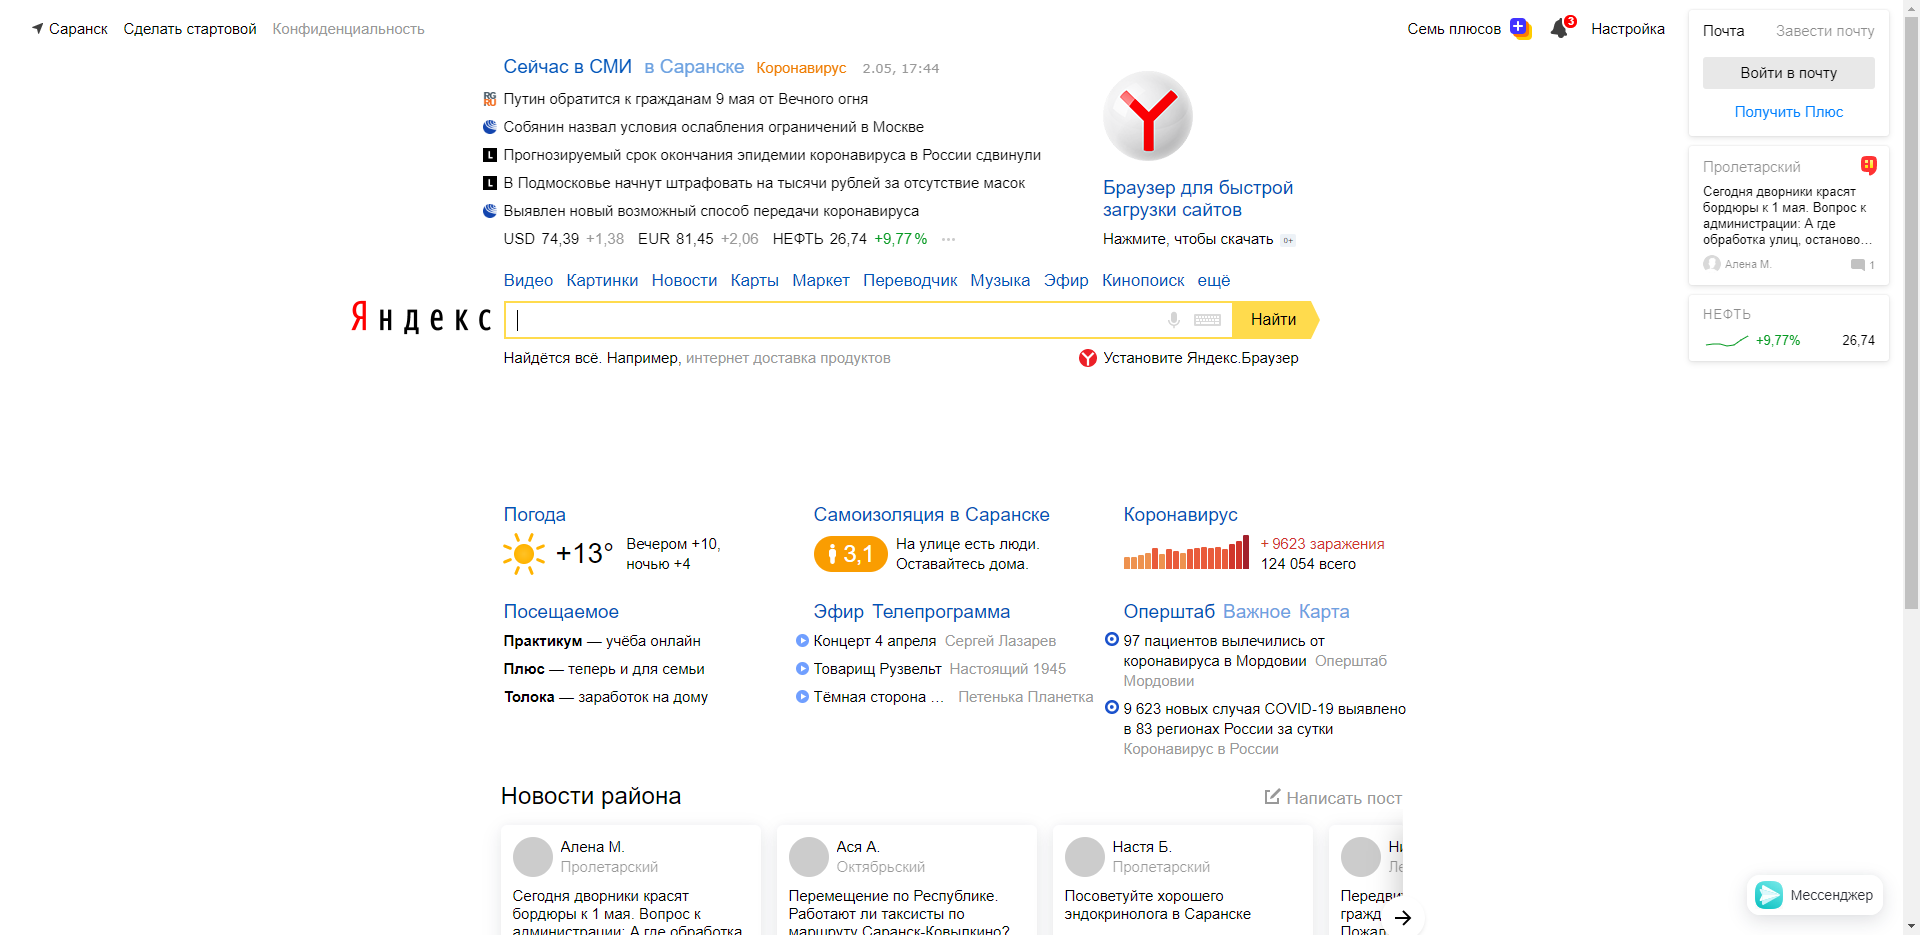 Саранск Сделать стартовой Конфиденциальность
Семь плюсов 3 Настройка
Почта Завести почту
Войти в почту
Получить Плюс
Пролетарский
Сегодня дворники красят
бордюры к 1 мая. Вопрос к
администрации: А где
обработка улиц, остановo…
Алена М. 1
НЕФТЬ
+9,77% 26,74
Сейчас в СМИ в Саранске Коронавирус 2.05, 17:44
Путин обратится к гражданам 9 мая от Вечного огня
Собянин назвал условия ослабления ограничений в Москве
Прогнозируемый срок окончания эпидемии коронавируса в России сдвинули
В Подмосковье начнут штрафовать на тысячи рублей за отсутствие масок
Выявлен новый возможный способ передачи коронавируса
USD 74,39 +1,38 EUR 81,45 +2,06 НЕФТЬ 26,74 +9,77% ···
Браузер для быстрой
загрузки сайтов
Нажмите, чтобы скачать 0+
Видео Картинки Новости Карты Маркет Переводчик Музыка Эфир Кинопоиск ещё
Яндекс
Найти
Найдётся всё. Например, интернет доставка продуктов
Установите Яндекс.Браузер
Погода
+13° Вечером +10,
ночью +4
Самоизоляция в Саранске
3,1 На улице есть люди.
Оставайтесь дома.
Коронавирус
+ 9623 заражения
124 054 всего
Посещаемое
Практикум — учёба онлайн
Плюс — теперь и для семьи
Толока — заработок на дому
Эфир Телепрограмма
Концерт 4 апреля Сергей Лазарев
Товарищ Рузвельт Настоящий 1945
Тёмная сторона … Петенька Планетка
Оперштаб Важное Карта
97 пациентов вылечились от
коронавируса в Мордовии Оперштаб
Мордовии
9 623 новых случая COVID-19 выявлено
в 83 регионах России за сутки
Коронавирус в России
Новости района
Написать пост
Алена М.
Пролетарский
Сегодня дворники красят
бордюры к 1 мая. Вопрос к
администрации: А где обработка
Ася А.
Октябрьский
Перемещение по Республике.
Работают ли таксисты по
маршруту Саранск-Ковылкино?
Настя Б.
Пролетарский
Посоветуйте хорошего
эндокринолога в Саранске
Мессенджер